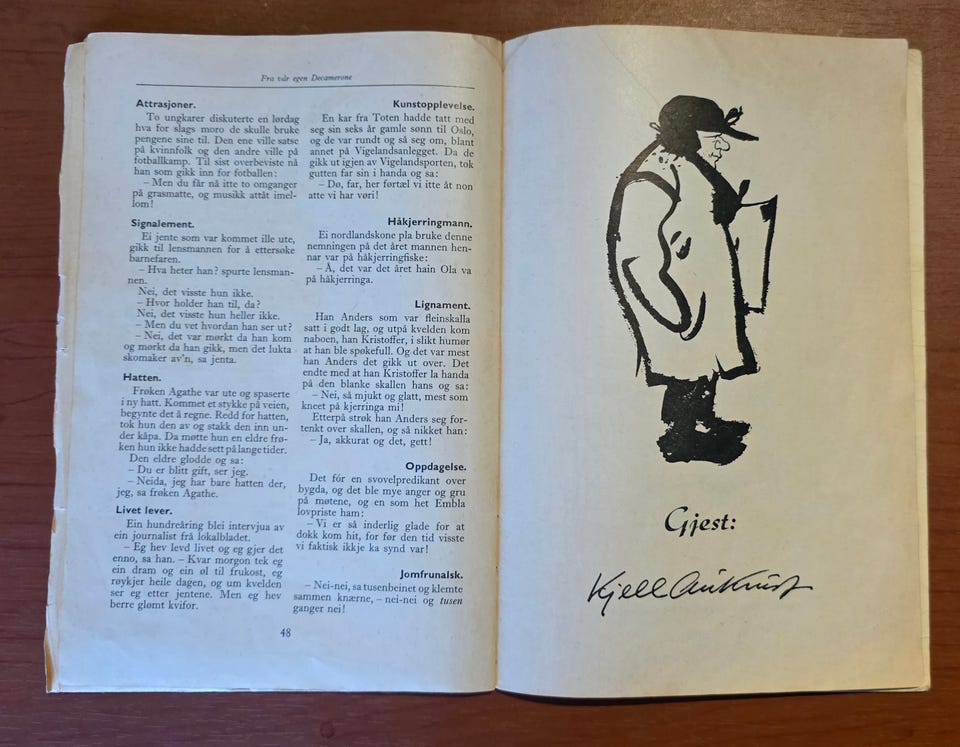 Fra vår egen Decamerone
Attrasjoner.
To ungkarer diskuterte en lørdag
hva for slags moro de skulle bruke
pengene sine til. Den ene ville satse
på kvinnfolk og den andre ville på
fotballkamp. Til sist overbeviste nå
han som gikk inn for fotballen:
– Men du får nå itte to omganger
på grasmatte, og musikk attåt imel-
lom!
Signalement.
Ei jente som var kommet ille ute,
gikk til lensmannen for å ettersøke
barnefaren.
– Hva heter han? spurte lensman-
nen.
Nei, det visste hun ikke.
– Hvor holder han til, da?
Nei, det visste hun heller ikke.
– Men du vet hvordan han ser ut?
– Nei, det var mørkt da han kom
og mørkt da han gikk, men det lukta
skomaker av'n, sa jenta.
Hatten.
Frøken Agathe var ute og spaserte
i ny hatt. Kommet et stykke på veien,
begynte det å regne. Redd for hatten,
tok hun den av og stakk den inn un-
der kåpa. Da møtte hun en eldre frø-
ken hun ikke hadde sett på lange tider.
Den eldre glodde og sa:
– Du er blitt gift, ser jeg.
– Neida, jeg har bare hatten der,
jeg, sa frøken Agathe.
Livet lever.
Ein hundreåring blei intervjua av
ein journalist frå lokalbladet.
– Eg hev levd livet og eg gjer det
enno, sa han. – Kvar morgon tek eg
ein dram og ein øl til frukost, eg
røykjer heile dagen, og um kvelden
ser eg etter jentene. Men eg hev
berre glømt kvifor.
Kunstopplevelse.
En kar fra Toten hadde tatt med
seg sin seks år gamle sønn til Oslo,
og de var rundt og så seg om, blant
annet på Vigelandsanlegget. Da de
gikk ut igjen av Vigelandsporten, tok
gutten far sin i handa og sa:
– Dø, far, her førtæl vi itte åt non
atte vi har vøri!
Håkjerringmann.
Ei nordlandskone pla bruke denne
nemningen på det året mannen hen-
nar var på håkjerringfiske:
– Å, det var det året hain Ola va
på håkjerringa.
Lignament.
Han Anders som var fleinskalla
satt i godt lag, og utpå kvelden kom
naboen, han Kristoffer, i slikt humør
at han ble spøkefull. Og det var mest
han Anders det gikk ut over. Det
endte med at han Kristoffer la handa
på den blanke skallen hans og sa:
– Nei, så mjukt og glatt, mest som
kneet på kjerringa mi!
Etterpå strøk han Anders seg for-
tenkt over skallen, og så nikket han:
– Ja, akkurat og det, gett!
Oppdagelse.
Det fór en svovelpredikant over
bygda, og det ble mye anger og gru
på møtene, og en som het Embla
lovpriste ham:
– Vi er så inderlig glade for at
dokk kom hit, for før den tid visste
vi faktisk ikkje ka synd var!
Jomfrunalsk.
– Nei-nei, sa tusenbeinet og klemte
sammen knærne, – nei-nei og tusen
ganger nei!
48
Gjest:
Kjell Aukrust